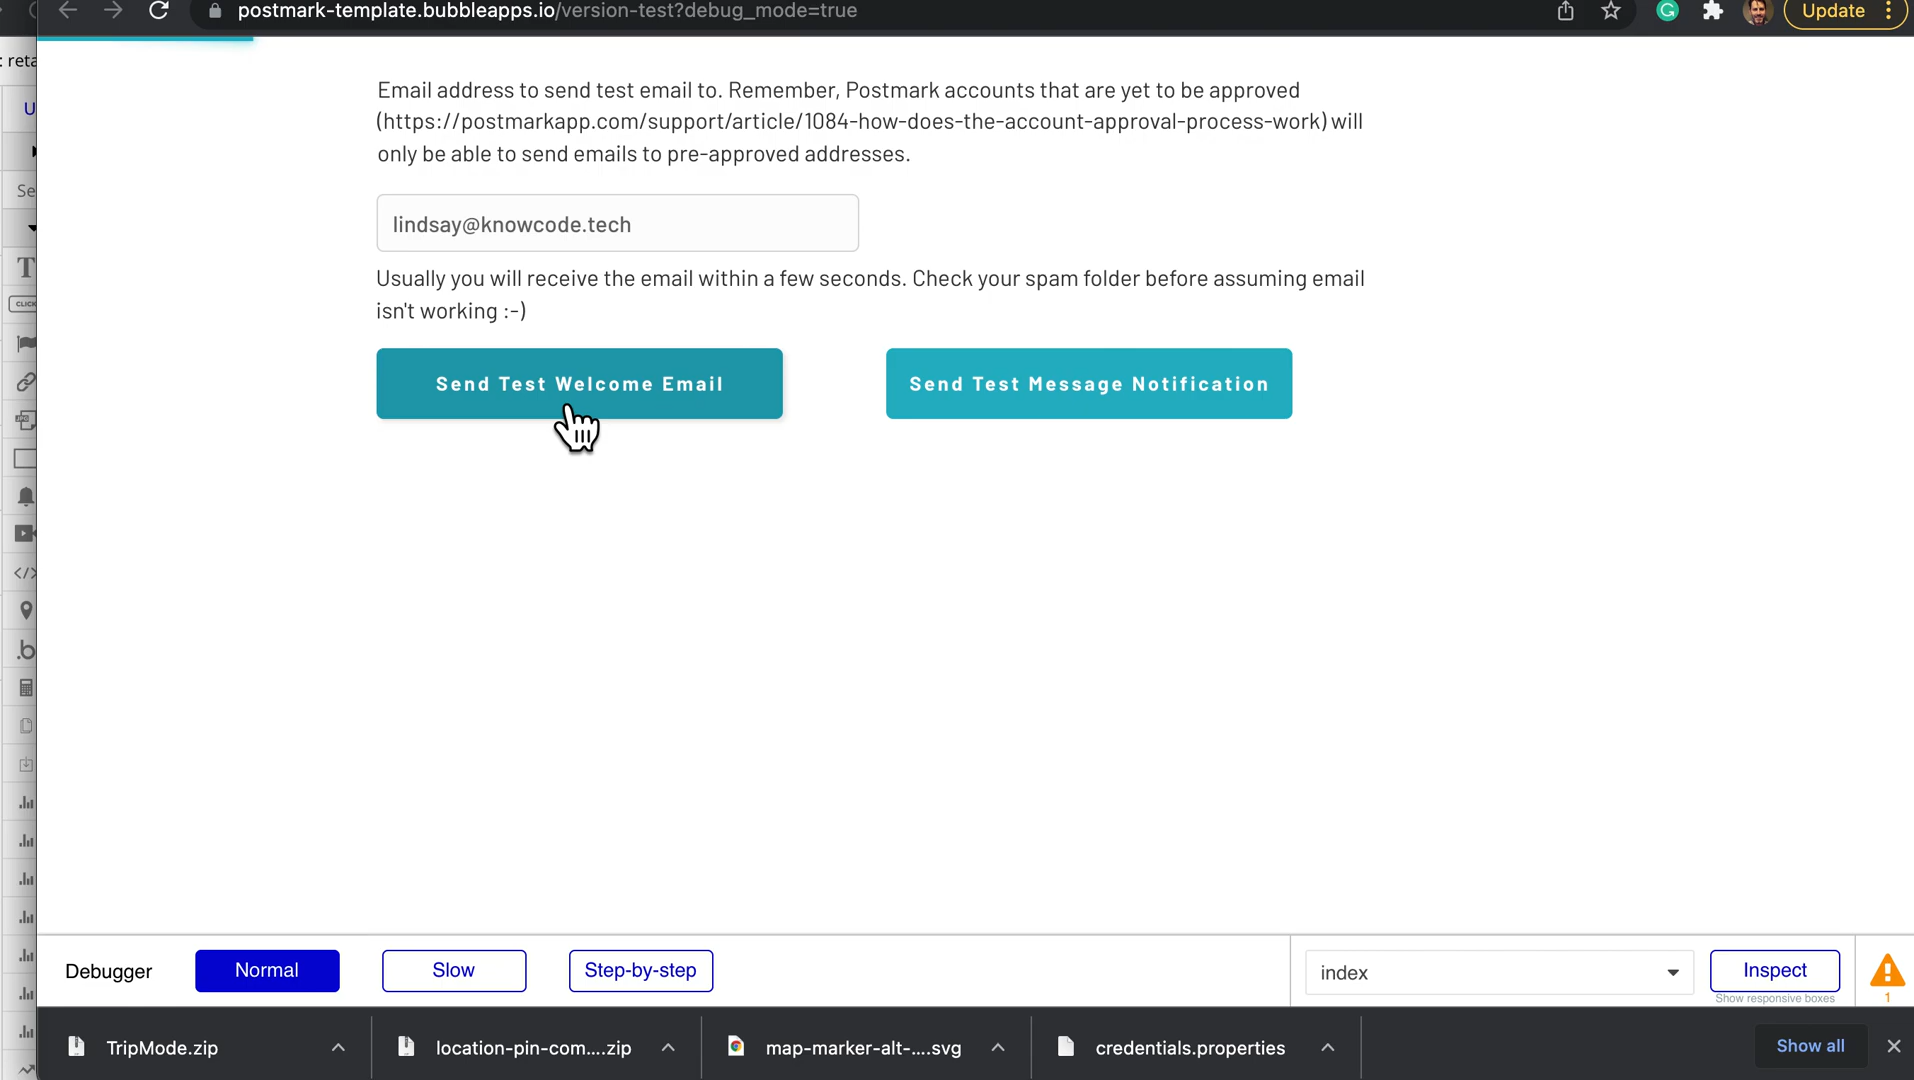 postmark-template.bubbleapps.io/version-test?debug_mode=true
Update
: reta
U
Email address to send test email to. Remember, Postmark accounts that are yet to be approved
(https://postmarkapp.com/support/article/1084-how-does-the-account-approval-process-work) will
only be able to send emails to pre-approved addresses.
Se
lindsay@knowcode.tech
Usually you will receive the email within a few seconds. Check your spam folder before assuming email
isn't working :-)
CLICK
Send Test Welcome Email
Send Test Message Notification
Debugger
Normal
Slow
Step-by-step
index
Inspect
Show responsive boxes
1
TripMode.zip
location-pin-com....zip
map-marker-alt-....svg
credentials.properties
Show all